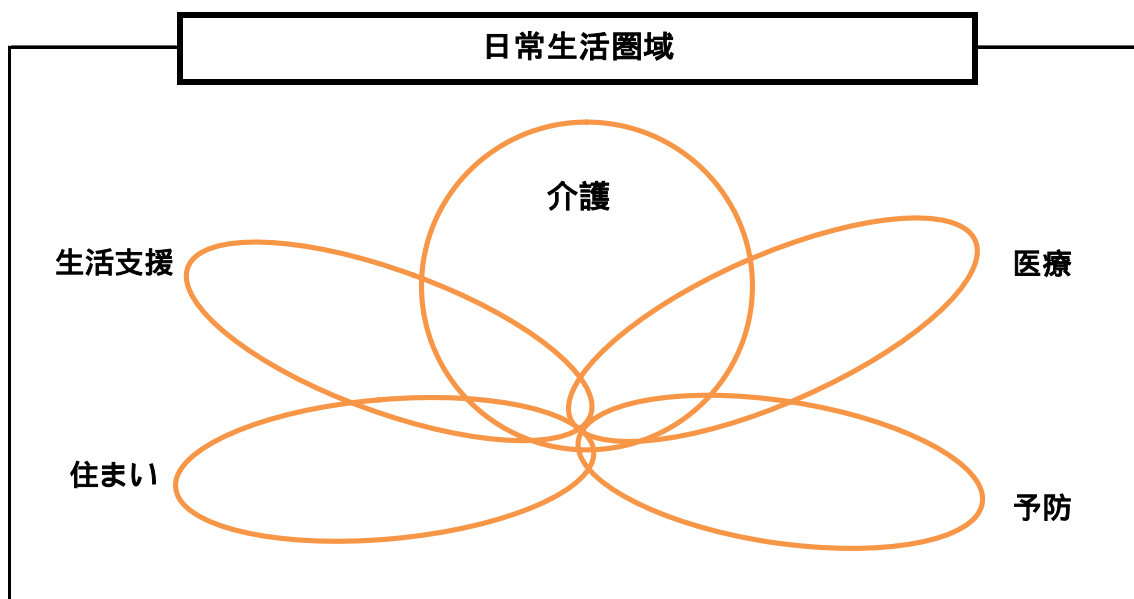 日常生活圏域
介護
生活支援
医療
住まい
予防